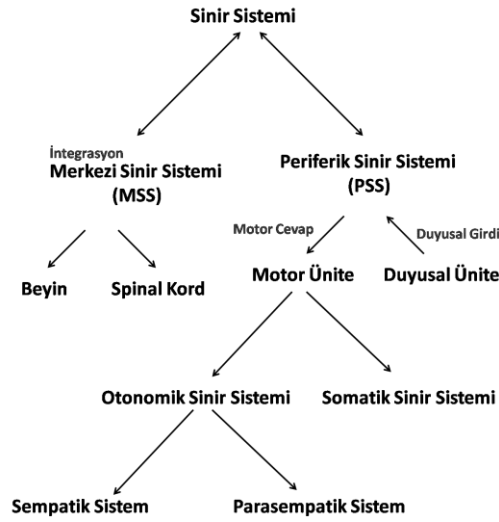 Sinir Sistemi
İntegrasyon
Merkezi Sinir Sistemi
(MSS)
Periferik Sinir Sistemi
(PSS)
Motor Cevap
Duyusal Girdi
Beyin
Spinal Kord
Motor Ünite
Duyusal Ünite
Otonomik Sinir Sistemi
Somatik Sinir Sistemi
Sempatik Sistem
Parasempatik Sistem